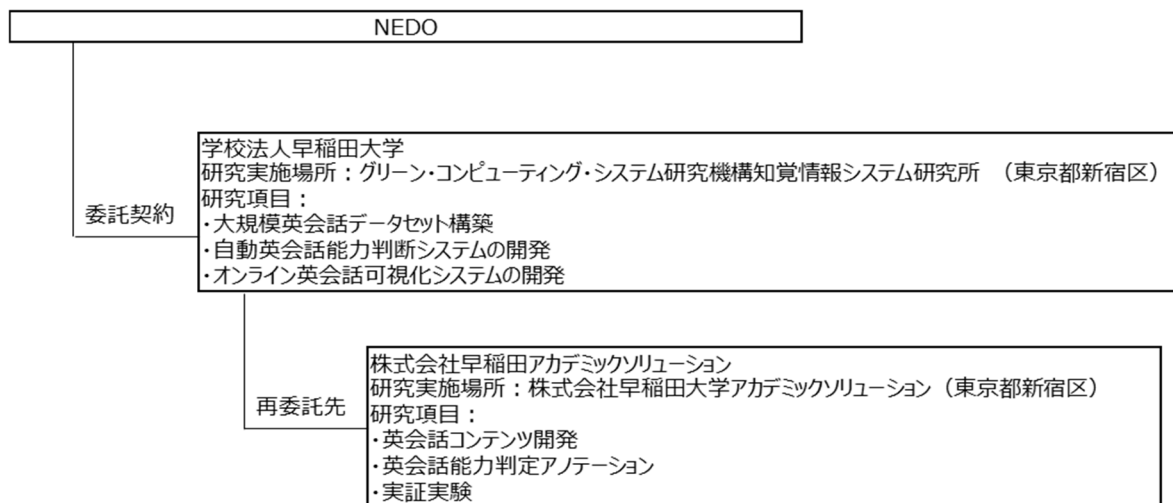 NEDO
委託契約
学校法人早稲田大学
研究実施場所：グリーン・コンピューティング・システム研究機構知覚情報システム研究所　（東京都新宿区）
研究項目：
・大規模英会話データセット構築
・自動英会話能力判断システムの開発
・オンライン英会話可視化システムの開発
再委託先
株式会社早稲田アカデミックソリューション
研究実施場所：株式会社早稲田大学アカデミックソリューション（東京都新宿区）
研究項目：
・英会話コンテンツ開発
・英会話能力判定アノテーション
・実証実験